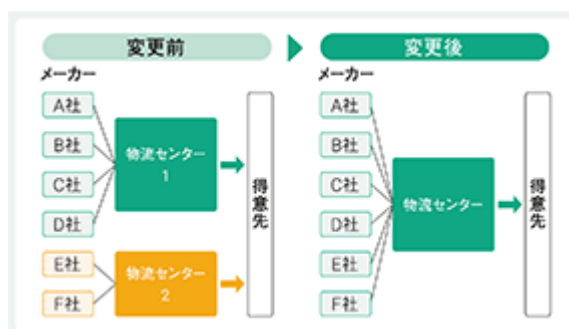 変更前
メーカー
A社
B社
C社
D社
E社
F社
物流センター
1
物流センター
2
得意先
変更後
メーカー
A社
B社
C社
D社
E社
F社
物流センター
得意先